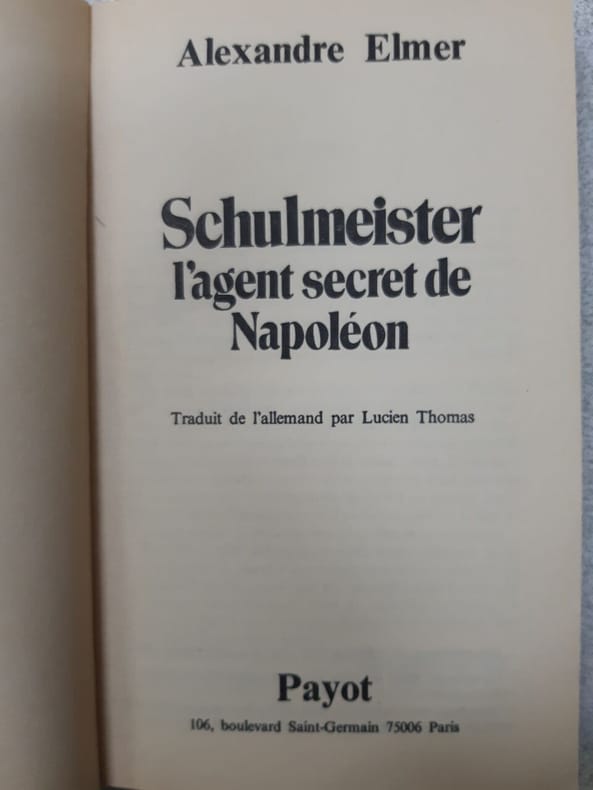 Alexandre Elmer
Schulmeister
l'agent secret de
Napoléon
Traduit de l'allemand par Lucien Thomas
Payot
106, boulevard Saint-Germain 75006 Paris